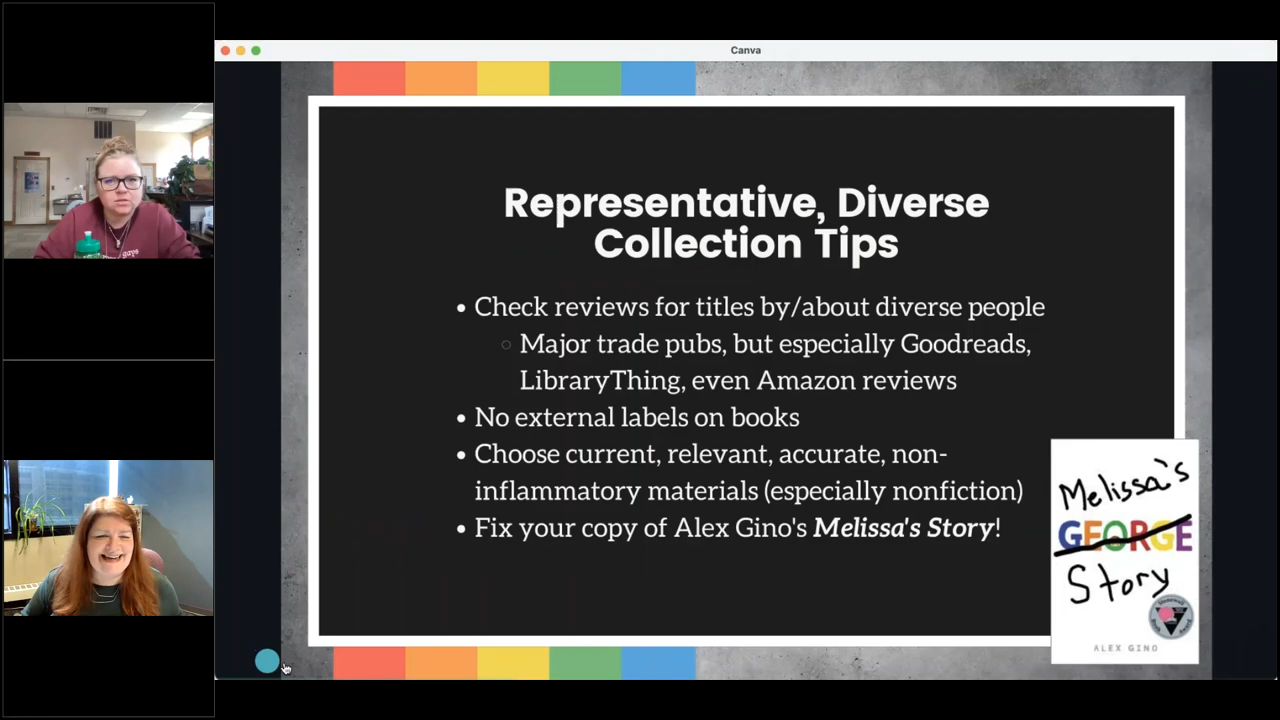 Canva
Representative, Diverse
Collection Tips
• Check reviews for titles by/about diverse people
○ Major trade pubs, but especially Goodreads,
LibraryThing, even Amazon reviews
• No external labels on books
• Choose current, relevant, accurate, non-
inflammatory materials (especially nonfiction)
• Fix your copy of Alex Gino's Melissa's Story!
Melissa's
GEORGE
Story
ALEX GINO